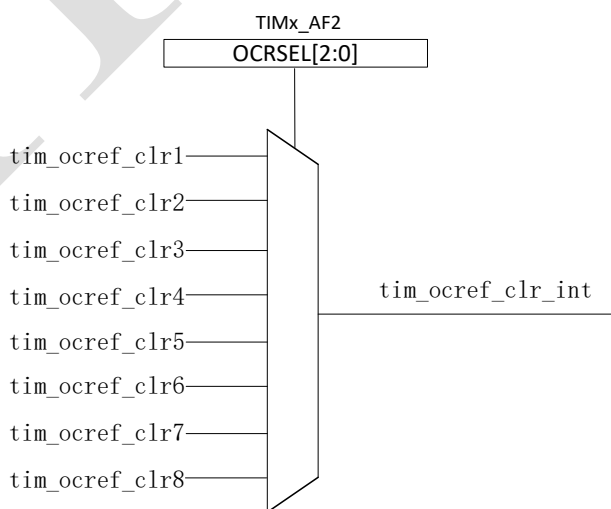 TIMx_AF2
OCRSEL[2:0]
tim_ocref_clr1
tim_ocref_clr2
tim_ocref_clr3
tim_ocref_clr4
tim_ocref_clr_int
tim_ocref_clr5
tim_ocref_clr6
tim_ocref_clr7
tim_ocref_clr8